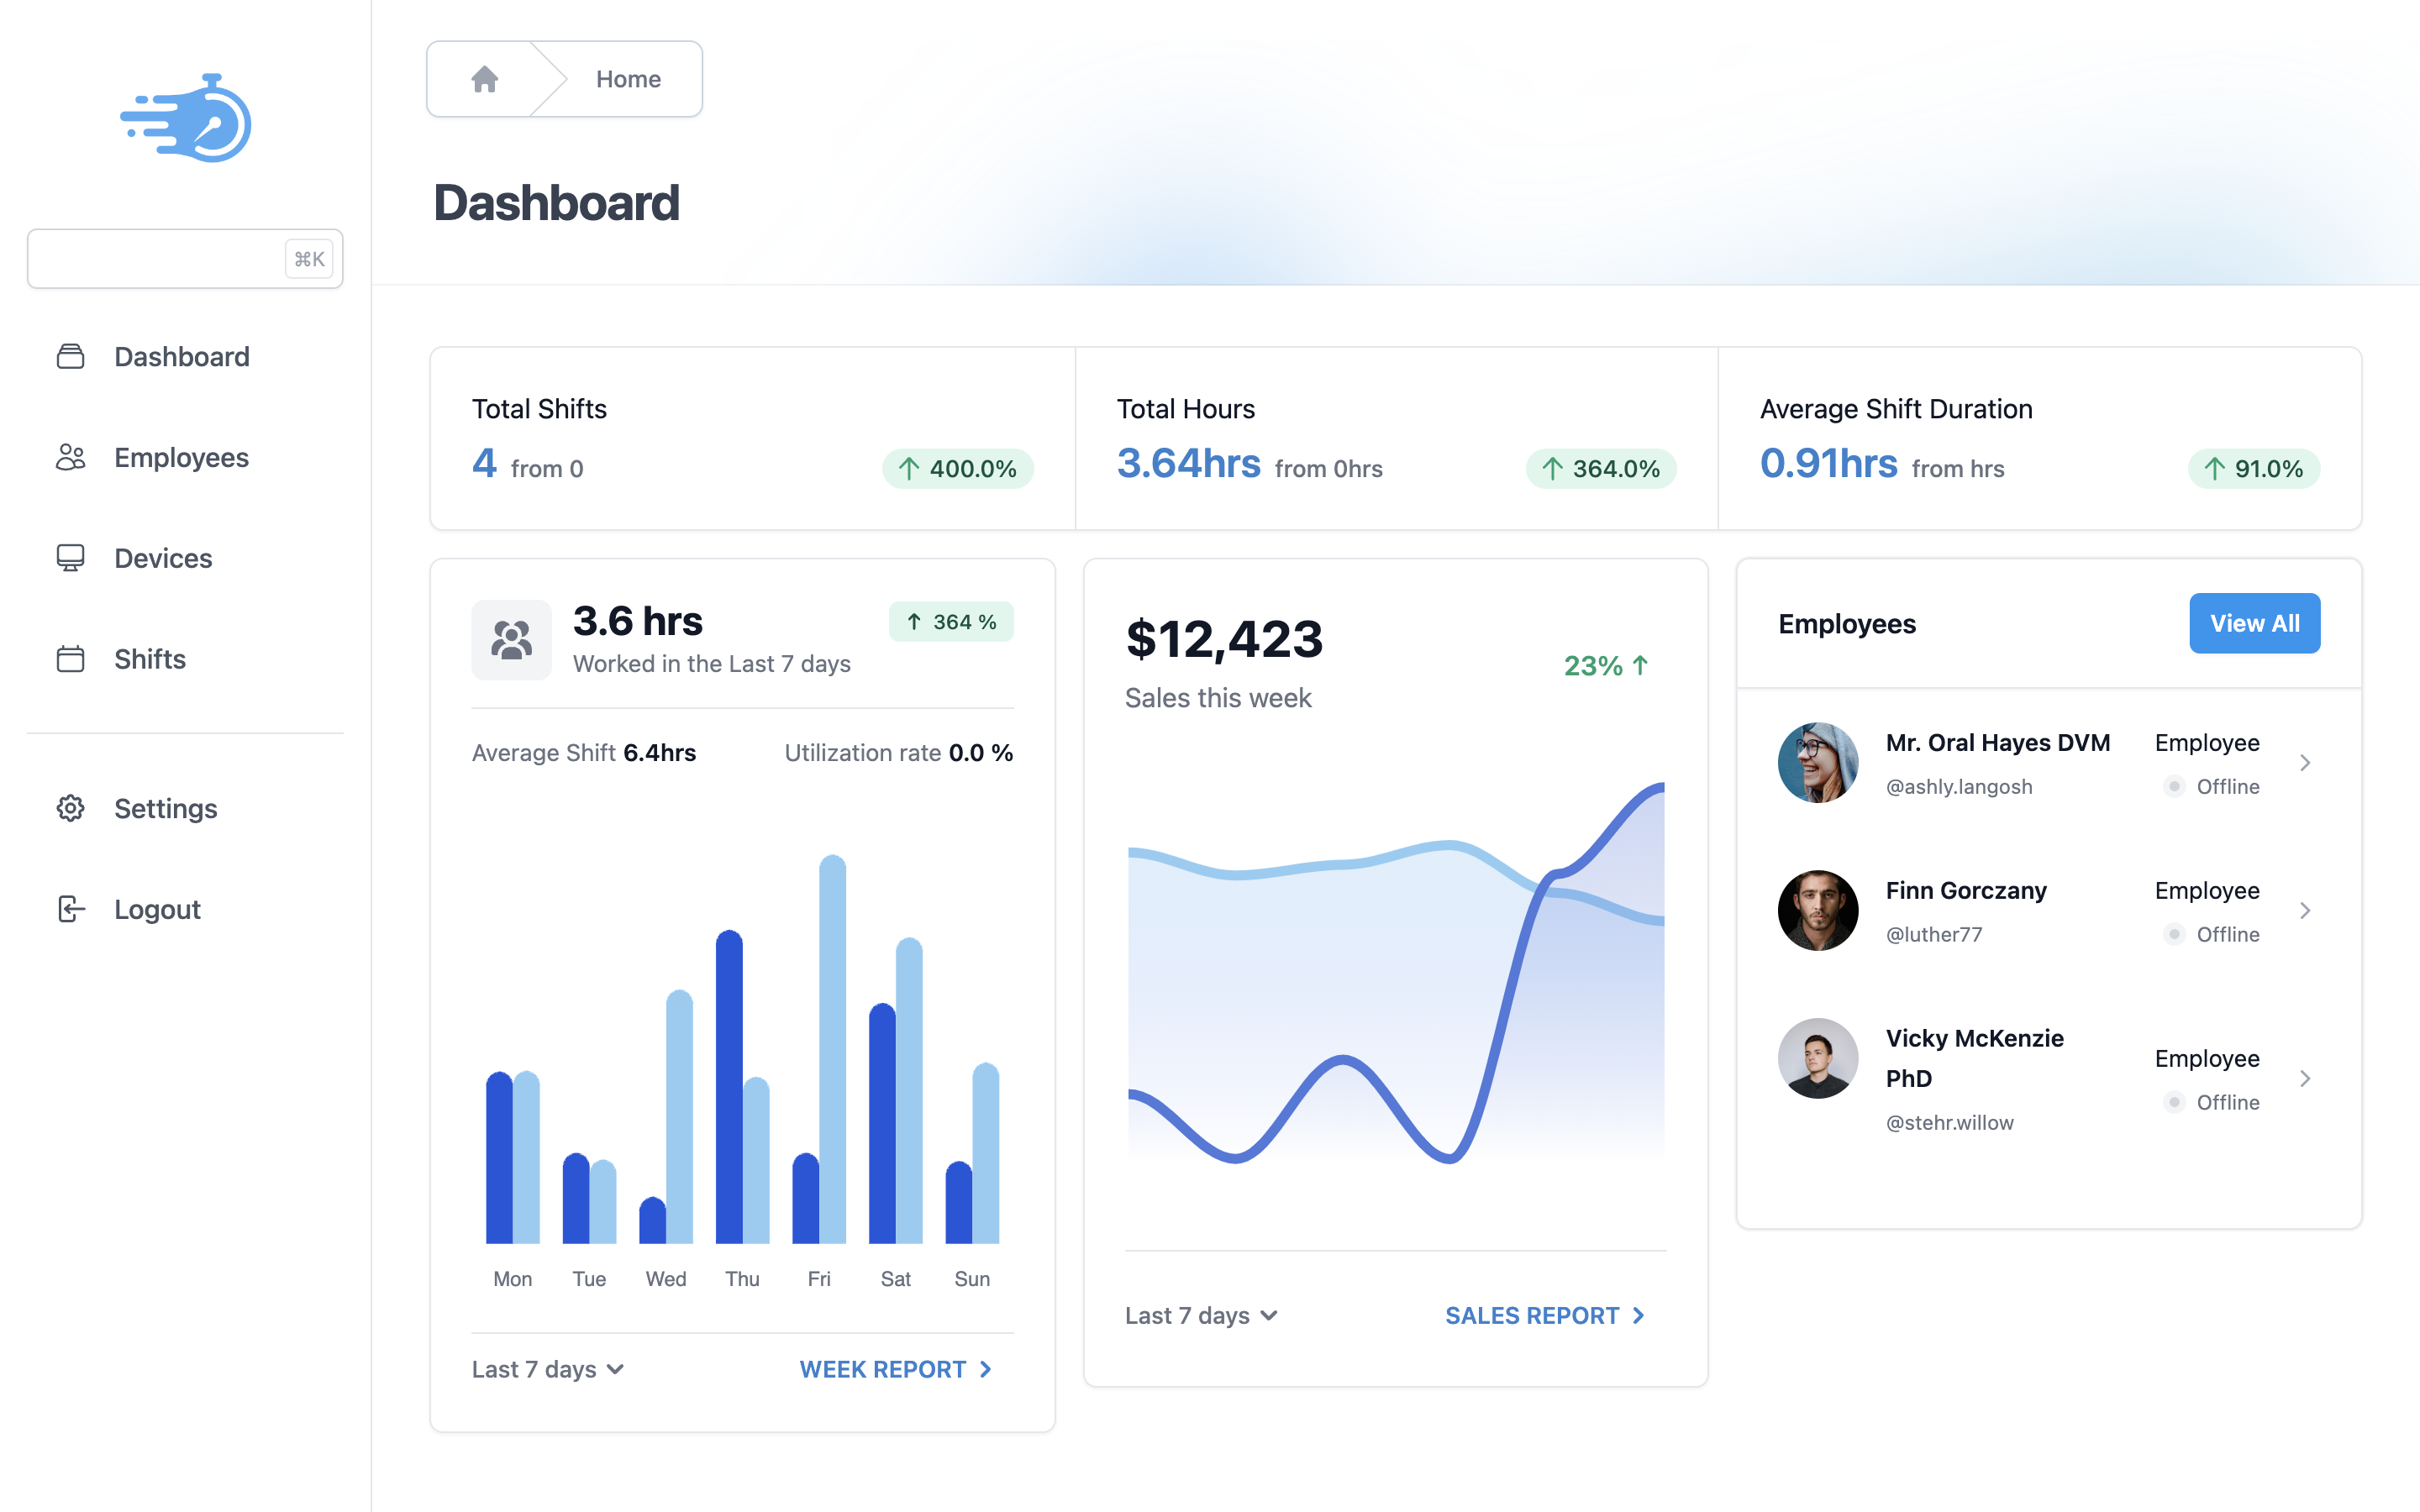 Home
Dashboard
⌘K
Dashboard
Employees
Devices
Shifts
Settings
Logout
Total Shifts
4 from 0
400.0%
Total Hours
3.64hrs from 0hrs
364.0%
Average Shift Duration
0.91hrs from hrs
91.0%
3.6 hrs
364 %
Worked in the Last 7 days
Average Shift 6.4hrs
Utilization rate 0.0 %
Mon Tue Wed Thu Fri Sat Sun
Last 7 days
WEEK REPORT
$12,423
23%
Sales this week
Last 7 days
SALES REPORT
Employees
View All
Mr. Oral Hayes DVM
@ashly.langosh
Employee
Offline
Finn Gorczany
@luther77
Employee
Offline
Vicky McKenzie
PhD
@stehr.willow
Employee
Offline